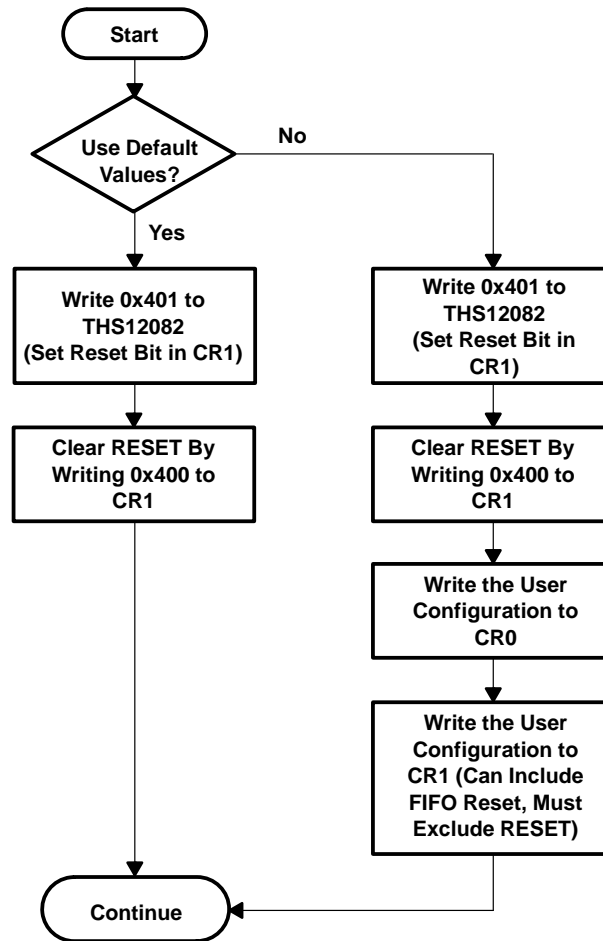 Start
Use Default
Values?
No
Yes
Write 0x401 to
THS12082
(Set Reset Bit in CR1)
Clear RESET By
Writing 0x400 to
CR1
Write 0x401 to
THS12082
(Set Reset Bit in
CR1)
Clear RESET By
Writing 0x400 to
CR1
Write the User
Configuration to
CR0
Write the User
Configuration to
CR1 (Can Include
FIFO Reset, Must
Exclude RESET)
Continue